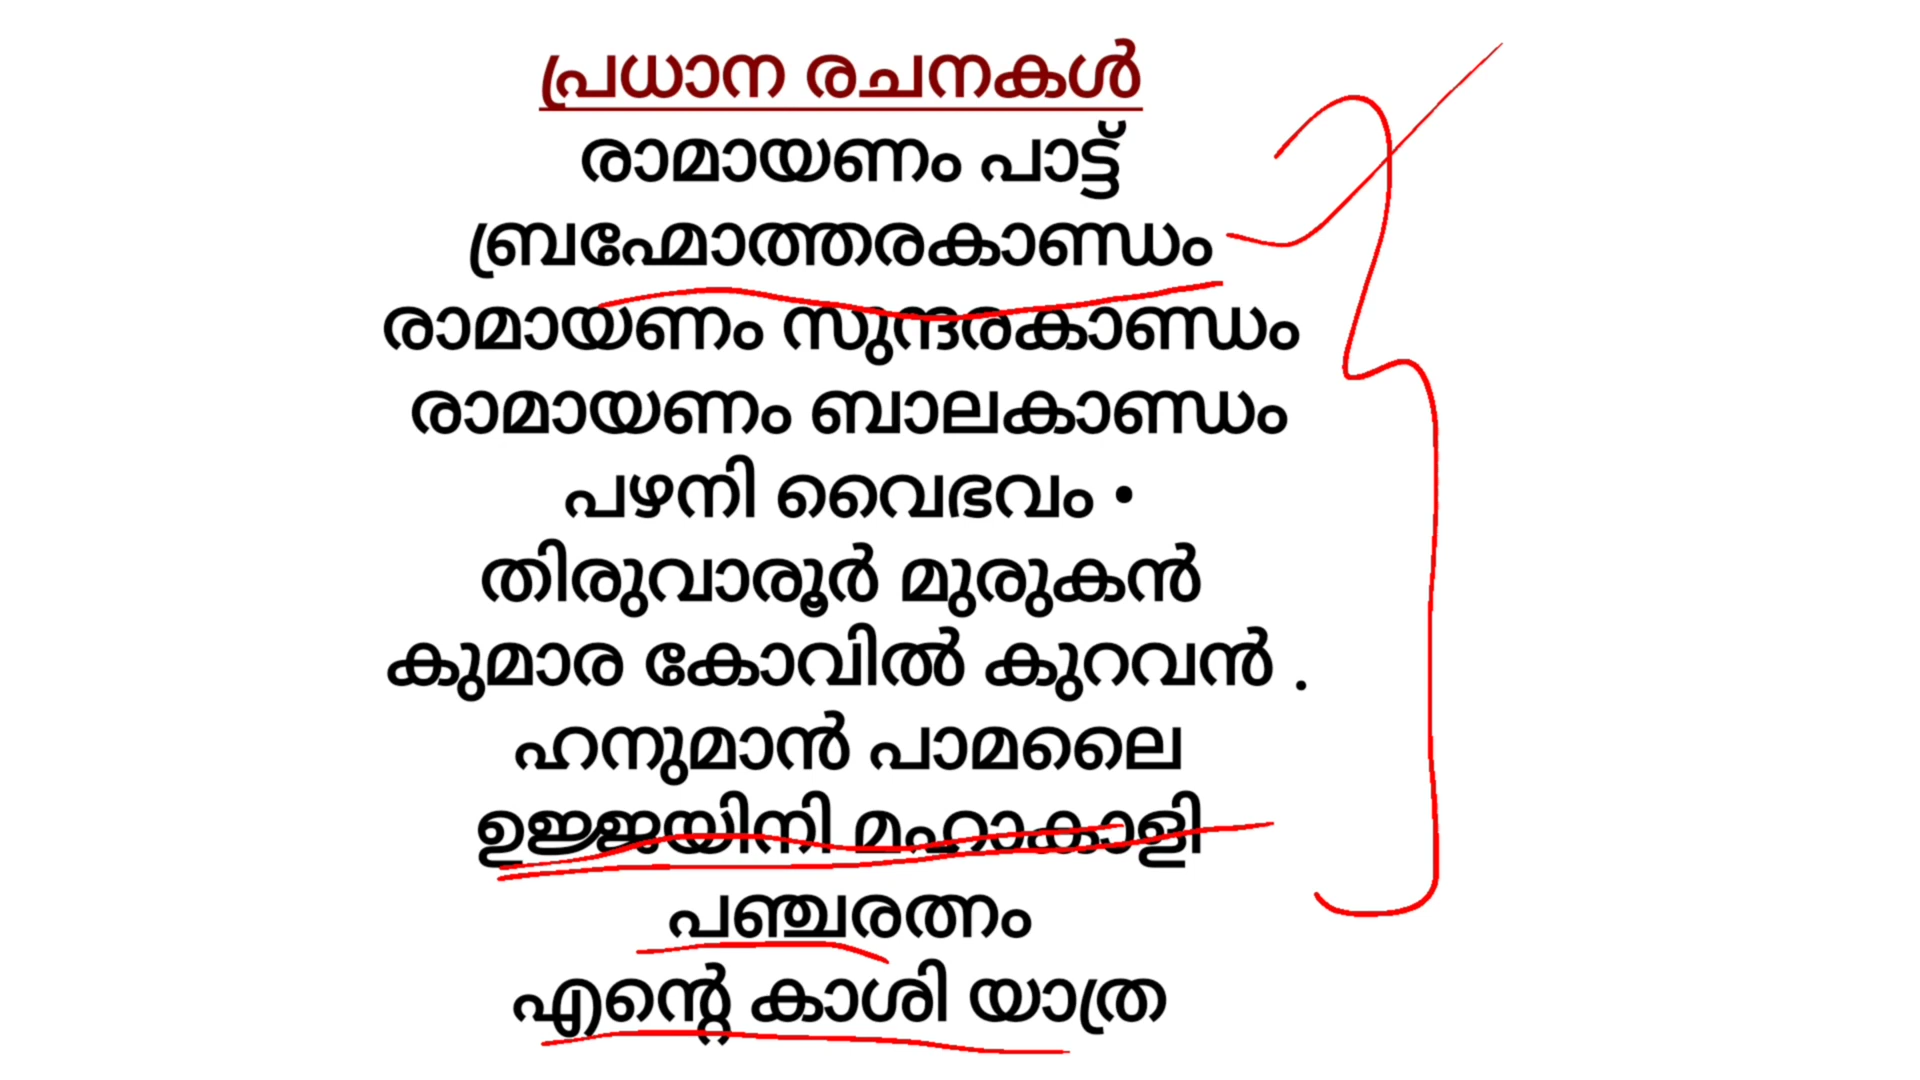 പ്രധാന രചനകൾ
രാമായണം പാട്ട്
ബ്രഹ്മോത്തരകാണ്ഡം
രാമായണം സുന്ദരകാണ്ഡം
രാമായണം ബാലകാണ്ഡം
പഴനി വൈഭവം •
തിരുവാരൂർ മുരുകൻ
കുമാര കോവിൽ കുറവൻ .
ഹനുമാൻ പാമലൈ
ഉജ്ജയിനി മഹാകാളി
പഞ്ചരത്നം
എന്റെ കാശി യാത്ര